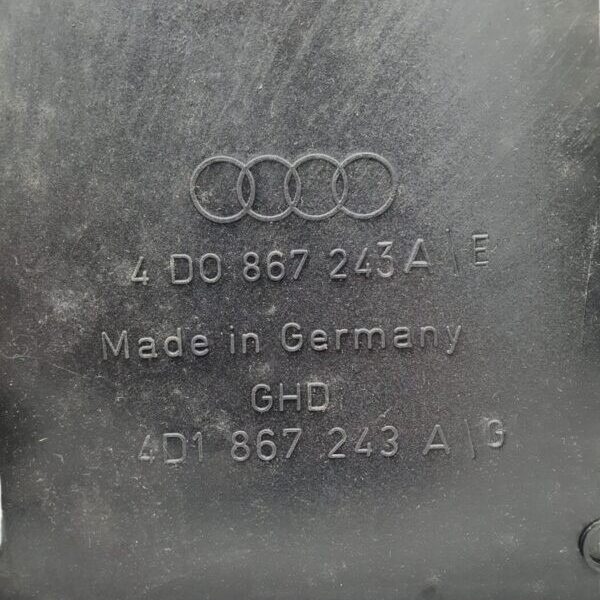 4 D0 867 243 A \ E
Made in Germany
GHD
4D1 867 243 A \ G